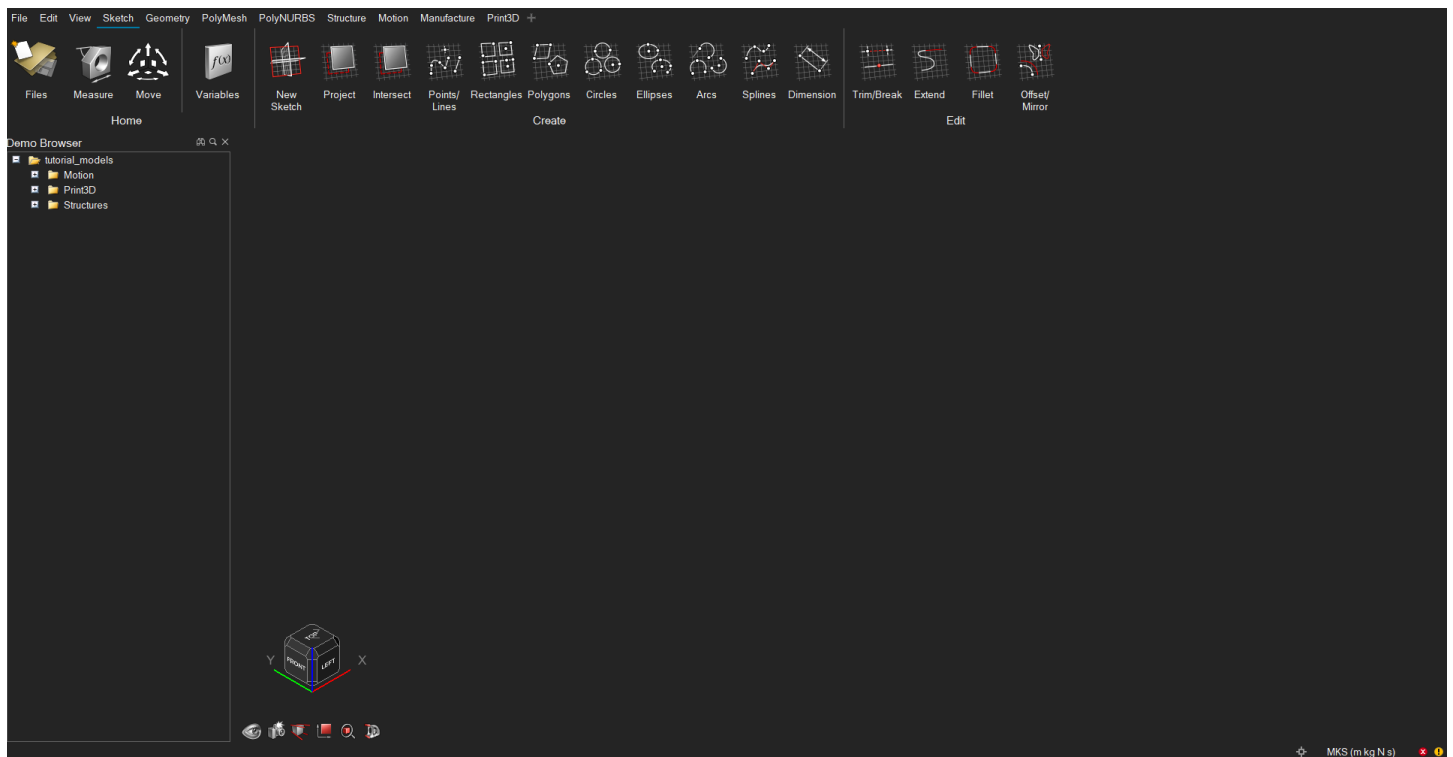 File Edit View Sketch Geometry PolyMesh PolyNURBS Structure Motion Manufacture Print3D
f(x)
Files Measure Move Variables New Sketch Project Intersect Points/ Lines Rectangles Polygons Circles Ellipses Arcs Splines Dimension Trim/Break Extend Fillet Offset/ Mirror
Home Create Edit
Demo Browser
tutorial_models
Motion
Print3D
Structures
TOP
Y FRONT LEFT X
MKS (m kg N s)